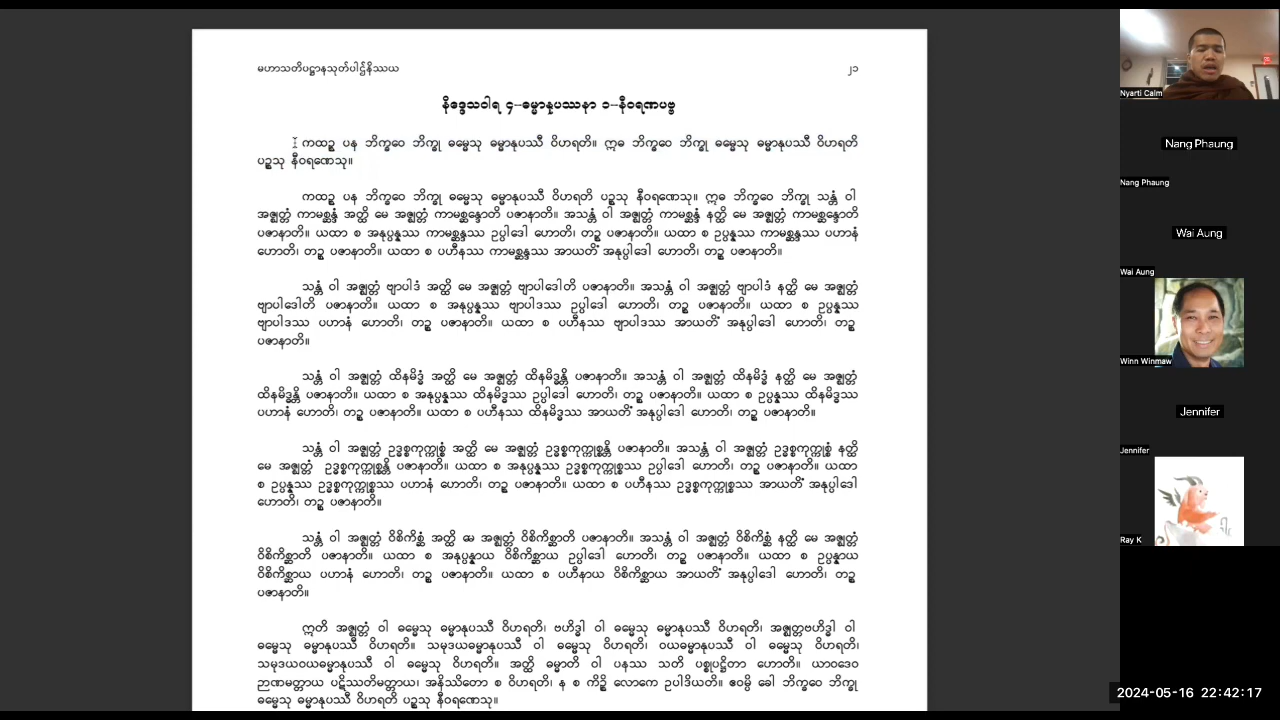 မဟာသတိပဋ္ဌာနသုတ်ပါဠိနိဿယ ၂၁
နိဒ္ဒေသဝါရ ၄-ဓမ္မာနုပဿနာ ၁-နီဝရဏပဗ္ဗ
ကထဉ္စ ပန ဘိက္ခဝေ ဘိက္ခု ဓမ္မေသု ဓမ္မာနုပဿီ ဝိဟရတိ။ ဣဓ ဘိက္ခဝေ ဘိက္ခု ဓမ္မေသု ဓမ္မာနုပဿီ ဝိဟရတိ
ပဉ္စသု နီဝရဏေသု။
ကထဉ္စ ပန ဘိက္ခဝေ ဘိက္ခု ဓမ္မေသု ဓမ္မာနုပဿီ ဝိဟရတိ ပဉ္စသု နီဝရဏေသု။ ဣဓ ဘိက္ခဝေ ဘိက္ခု သန္တံ ဝါ
အဇ္ဈတ္တံ ကာမစ္ဆန္ဒံ အတ္ထိ မေ အဇ္ဈတ္တံ ကာမစ္ဆန္ဒောတိ ပဇာနာတိ။ အသန္တံ ဝါ အဇ္ဈတ္တံ ကာမစ္ဆန္ဒံ နတ္ထိ မေ အဇ္ဈတ္တံ ကာမစ္ဆန္ဒောတိ
ပဇာနာတိ။ ယထာ စ အနုပ္ပန္နဿ ကာမစ္ဆန္ဒဿ ဥပ္ပါဒေါ ဟောတိ၊ တဉ္စ ပဇာနာတိ။ ယထာ စ ဥပ္ပန္နဿ ကာမစ္ဆန္ဒဿ ပဟာနံ
ဟောတိ၊ တဉ္စ ပဇာနာတိ။ ယထာ စ ပဟီနဿ ကာမစ္ဆန္ဒဿ အာယတိံ အနုပ္ပါဒေါ ဟောတိ၊ တဉ္စ ပဇာနာတိ။
သန္တံ ဝါ အဇ္ဈတ္တံ ဗျာပါဒံ အတ္ထိ မေ အဇ္ဈတ္တံ ဗျာပါဒေါတိ ပဇာနာတိ။ အသန္တံ ဝါ အဇ္ဈတ္တံ ဗျာပါဒံ နတ္ထိ မေ အဇ္ဈတ္တံ
ဗျာပါဒေါတိ ပဇာနာတိ။ ယထာ စ အနုပ္ပန္နဿ ဗျာပါဒဿ ဥပ္ပါဒေါ ဟောတိ၊ တဉ္စ ပဇာနာတိ။ ယထာ စ ဥပ္ပန္နဿ
ဗျာပါဒဿ ပဟာနံ ဟောတိ၊ တဉ္စ ပဇာနာတိ။ ယထာ စ ပဟီနဿ ဗျာပါဒဿ အာယတိံ အနုပ္ပါဒေါ ဟောတိ၊ တဉ္စ
ပဇာနာတိ။
သန္တံ ဝါ အဇ္ဈတ္တံ ထိနမိဒ္ဓံ အတ္ထိ မေ အဇ္ဈတ္တံ ထိနမိဒ္ဓန္တိ ပဇာနာတိ။ အသန္တံ ဝါ အဇ္ဈတ္တံ ထိနမိဒ္ဓံ နတ္ထိ မေ အဇ္ဈတ္တံ
ထိနမိဒ္ဓန္တိ ပဇာနာတိ။ ယထာ စ အနုပ္ပန္နဿ ထိနမိဒ္ဓဿ ဥပ္ပါဒေါ ဟောတိ၊ တဉ္စ ပဇာနာတိ။ ယထာ စ ဥပ္ပန္နဿ ထိနမိဒ္ဓဿ
ပဟာနံ ဟောတိ၊ တဉ္စ ပဇာနာတိ။ ယထာ စ ပဟီနဿ ထိနမိဒ္ဓဿ အာယတိံ အနုပ္ပါဒေါ ဟောတိ၊ တဉ္စ ပဇာနာတိ။
သန္တံ ဝါ အဇ္ဈတ္တံ ဥဒ္ဓစ္စကုက္ကုစ္စံ အတ္ထိ မေ အဇ္ဈတ္တံ ဥဒ္ဓစ္စကုက္ကုစ္စန္တိ ပဇာနာတိ။ အသန္တံ ဝါ အဇ္ဈတ္တံ ဥဒ္ဓစ္စကုက္ကုစ္စံ နတ္ထိ
မေ အဇ္ဈတ္တံ ဥဒ္ဓစ္စကုက္ကုစ္စန္တိ ပဇာနာတိ။ ယထာ စ အနုပ္ပန္နဿ ဥဒ္ဓစ္စကုက္ကုစ္စဿ ဥပ္ပါဒေါ ဟောတိ၊ တဉ္စ ပဇာနာတိ။ ယထာ
စ ဥပ္ပန္နဿ ဥဒ္ဓစ္စကုက္ကုစ္စဿ ပဟာနံ ဟောတိ၊ တဉ္စ ပဇာနာတိ။ ယထာ စ ပဟီနဿ ဥဒ္ဓစ္စကုက္ကုစ္စဿ အာယတိံ အနုပ္ပါဒေါ
ဟောတိ၊ တဉ္စ ပဇာနာတိ။
သန္တံ ဝါ အဇ္ဈတ္တံ ဝိစိကိစ္ဆံ အတ္ထိ မေ အဇ္ဈတ္တံ ဝိစိကိစ္ဆာတိ ပဇာနာတိ။ အသန္တံ ဝါ အဇ္ဈတ္တံ ဝိစိကိစ္ဆံ နတ္ထိ မေ အဇ္ဈတ္တံ
ဝိစိကိစ္ဆာတိ ပဇာနာတိ။ ယထာ စ အနုပ္ပန္နာယ ဝိစိကိစ္ဆာယ ဥပ္ပါဒေါ ဟောတိ၊ တဉ္စ ပဇာနာတိ။ ယထာ စ ဥပ္ပန္နာယ
ဝိစိကိစ္ဆာယ ပဟာနံ ဟောတိ၊ တဉ္စ ပဇာနာတိ။ ယထာ စ ပဟီနာယ ဝိစိကိစ္ဆာယ အာယတိံ အနုပ္ပါဒေါ ဟောတိ၊ တဉ္စ
ပဇာနာတိ။
ဣတိ အဇ္ဈတ္တံ ဝါ ဓမ္မေသု ဓမ္မာနုပဿီ ဝိဟရတိ၊ ဗဟိဒ္ဓါ ဝါ ဓမ္မေသု ဓမ္မာနုပဿီ ဝိဟရတိ၊ အဇ္ဈတ္တဗဟိဒ္ဓါ ဝါ
ဓမ္မေသု ဓမ္မာနုပဿီ ဝိဟရတိ။ သမုဒယဓမ္မာနုပဿီ ဝါ ဓမ္မေသု ဝိဟရတိ၊ ဝယဓမ္မာနုပဿီ ဝါ ဓမ္မေသု ဝိဟရတိ၊
သမုဒယဝယဓမ္မာနုပဿီ ဝါ ဓမ္မေသု ဝိဟရတိ။ အတ္ထိ ဓမ္မာတိ ဝါ ပနဿ သတိ ပစ္စုပဋ္ဌိတာ ဟောတိ။ ယာဝဒေဝ
ဉာဏမတ္တာယ ပဋိဿတိမတ္တာယ၊ အနိဿိတော စ ဝိဟရတိ၊ န စ ကိဉ္စိ လောကေ ဥပါဒိယတိ။ ဧဝမ္ပိ ခေါ ဘိက္ခဝေ ဘိက္ခု
ဓမ္မေသု ဓမ္မာနုပဿီ ဝိဟရတိ ပဉ္စသု နီဝရဏေသု။
Nyarti Calm
Nang Phaung
Nang Phaung
Wai Aung
Wai Aung
Winn Winmaw
Jennifer
Jennifer
Ray K
2024-05-16 22:42:17